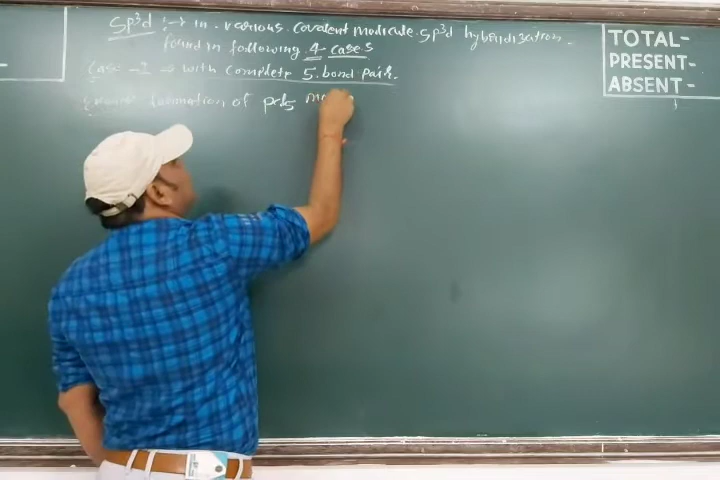 Sp³d :→ in various covalent molecule sp³d hybridization
found in following 4 cases
Case -1 ⇒ with complete 5 bond pair.
formation of pcl5
TOTAL-
PRESENT-
ABSENT-